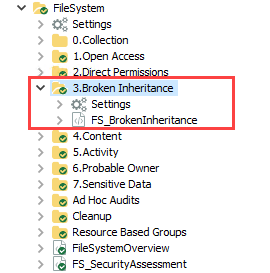 FileSystem
Settings
0.Collection
1.Open Access
2.Direct Permissions
3.Broken Inheritance
Settings
FS_BrokenInheritance
4.Content
5.Activity
6.Probable Owner
7.Sensitive Data
Ad Hoc Audits
Cleanup
Resource Based Groups
FileSystemOverview
FS_SecurityAssessment